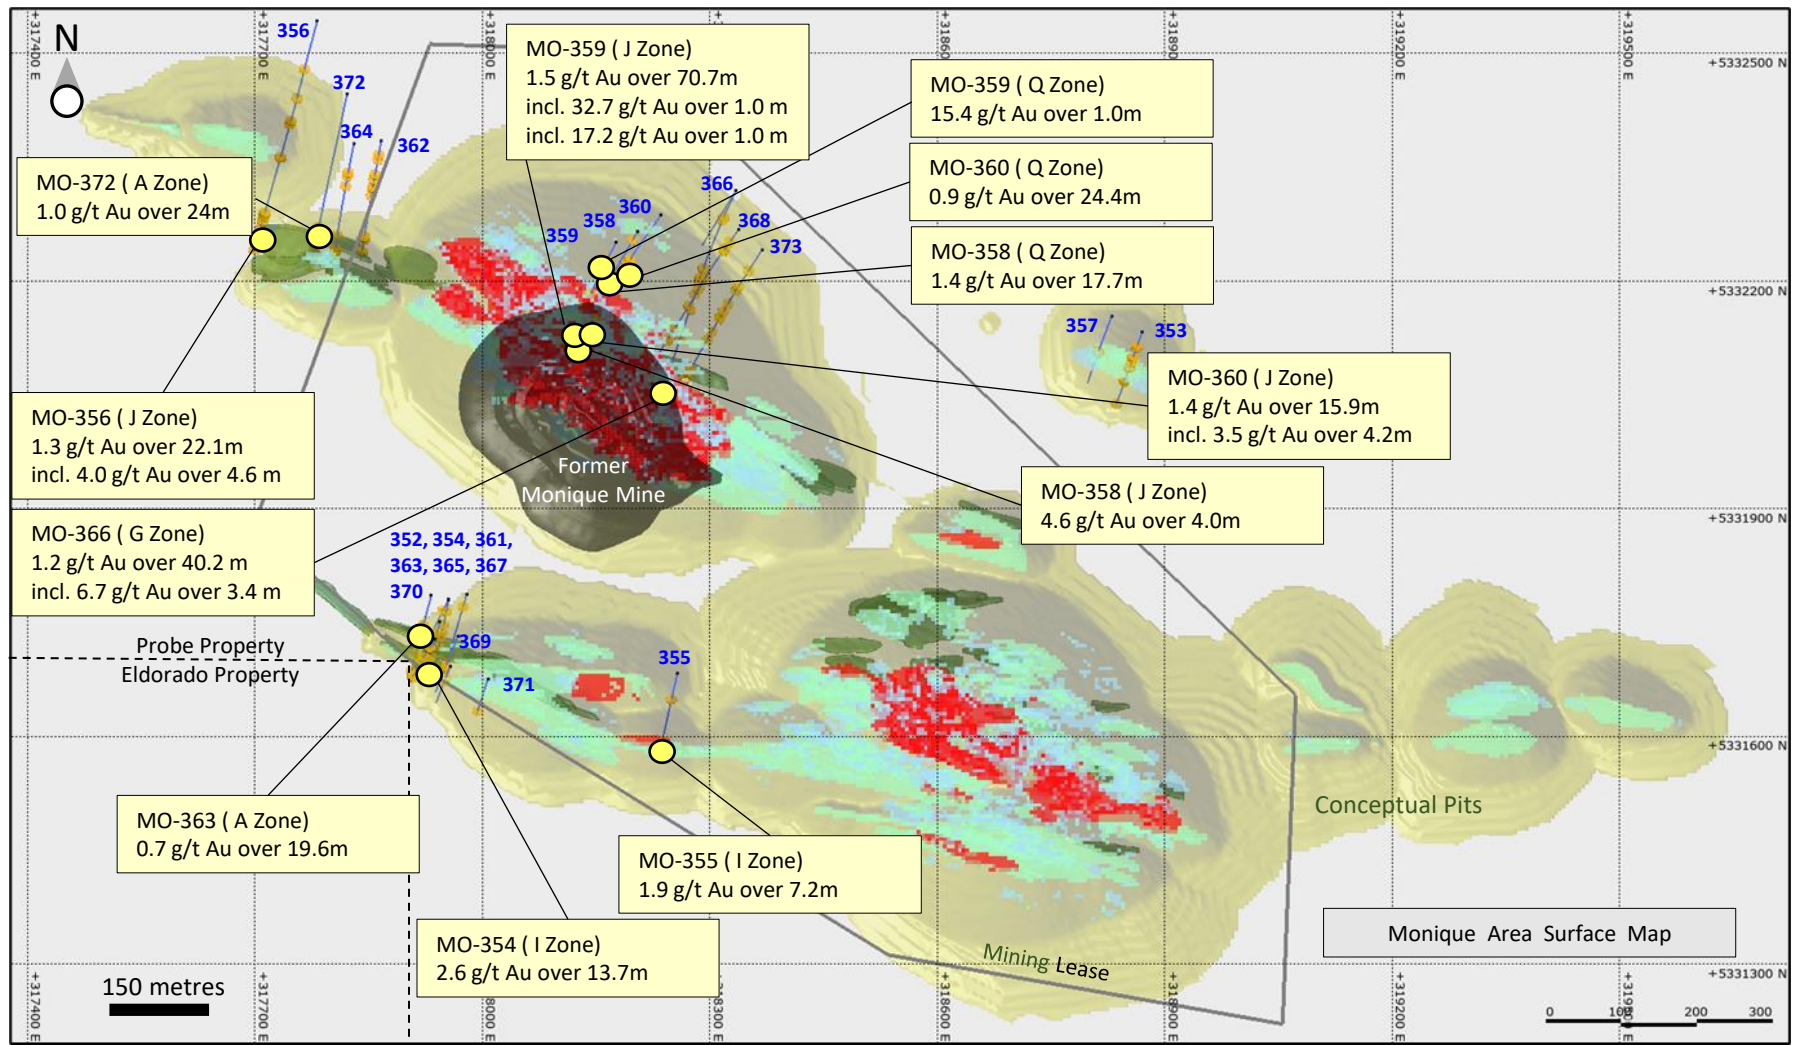 +317400 E
+317700 E
+318000 E
+318600 E
+318900 E
+319200 E
+319500 E
N
356
372
364
362
MO-359 ( J Zone)
1.5 g/t Au over 70.7m
incl. 32.7 g/t Au over 1.0 m
incl. 17.2 g/t Au over 1.0 m
+5332500 N
MO-359 ( Q Zone)
15.4 g/t Au over 1.0m
MO-360 ( Q Zone)
0.9 g/t Au over 24.4m
MO-372 ( A Zone)
1.0 g/t Au over 24m
366
360
358
359
368
373
MO-358 ( Q Zone)
1.4 g/t Au over 17.7m
+5332200 N
357
353
MO-360 ( J Zone)
1.4 g/t Au over 15.9m
incl. 3.5 g/t Au over 4.2m
MO-356 ( J Zone)
1.3 g/t Au over 22.1m
incl. 4.0 g/t Au over 4.6 m
Former
Monique Mine
MO-358 ( J Zone)
4.6 g/t Au over 4.0m
+5331900 N
MO-366 ( G Zone)
1.2 g/t Au over 40.2 m
incl. 6.7 g/t Au over 3.4 m
352, 354, 361,
363, 365, 367
370
369
Probe Property
Eldorado Property
371
355
+5331600 N
MO-363 ( A Zone)
0.7 g/t Au over 19.6m
MO-355 ( I Zone)
1.9 g/t Au over 7.2m
Conceptual Pits
MO-354 ( I Zone)
2.6 g/t Au over 13.7m
Mining Lease
Monique Area Surface Map
+5331300 N
150 metres
0 100 200 300
+317400 E
+317700 E
+318600 E
+318900 E
+319200 E